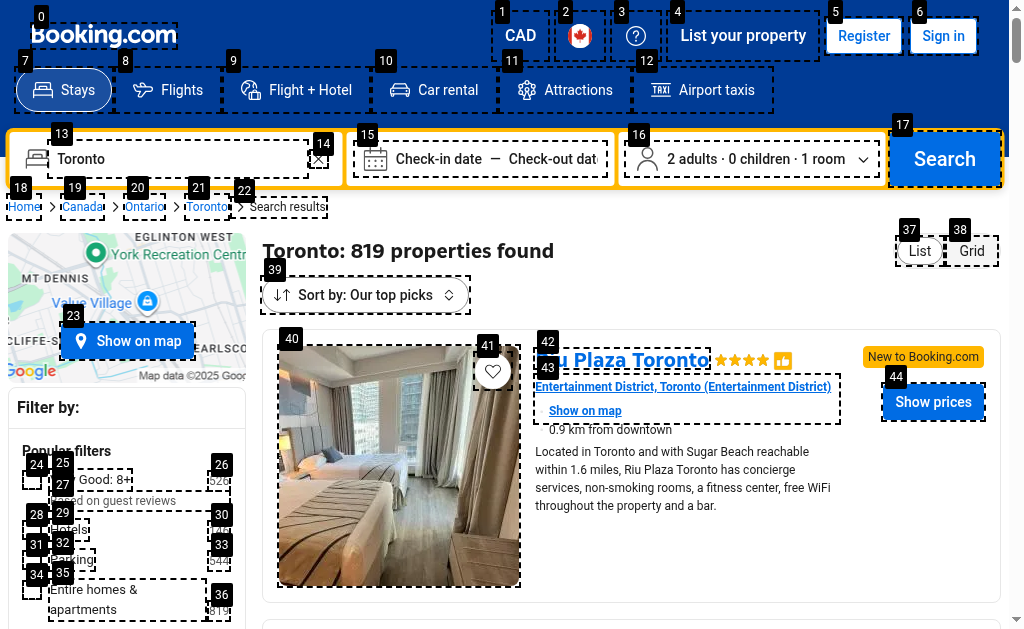 0
Booking.com
1
CAD
2
3
4
List your property
5
Register
6
Sign in
7
Stays
8
Flights
9
Flight + Hotel
10
Car rental
11
Attractions
12
TAXI
Airport taxis
13
Toronto
14
15
Check-in date — Check-out dat
16
2 adults · 0 children · 1 room
17
Search
18
Home
19
Canada
20
Ontario
21
Toronto
22
Search results
EGLINTON WEST
York Recreation Centr
MT DENNIS
Value Village
23
Show on map
CLIFFE-S
EARLSCO
Google
Map data ©2025 Goog
Toronto: 819 properties found
37
List
38
Grid
39
Sort by: Our top picks
Filter by:
Popular filters
24
25
Good: 8+
26
526
27
Based on guest reviews
28
29
Hotels
30
31
32
Parking
33
544
34
35
Entire homes &
apartments
36
819
40
41
42
Riu Plaza Toronto
43
Entertainment District, Toronto (Entertainment District)
Show on map
0.9 km from downtown
Located in Toronto and with Sugar Beach reachable
within 1.6 miles, Riu Plaza Toronto has concierge
services, non-smoking rooms, a fitness center, free WiFi
throughout the property and a bar.
New to Booking.com
44
Show prices